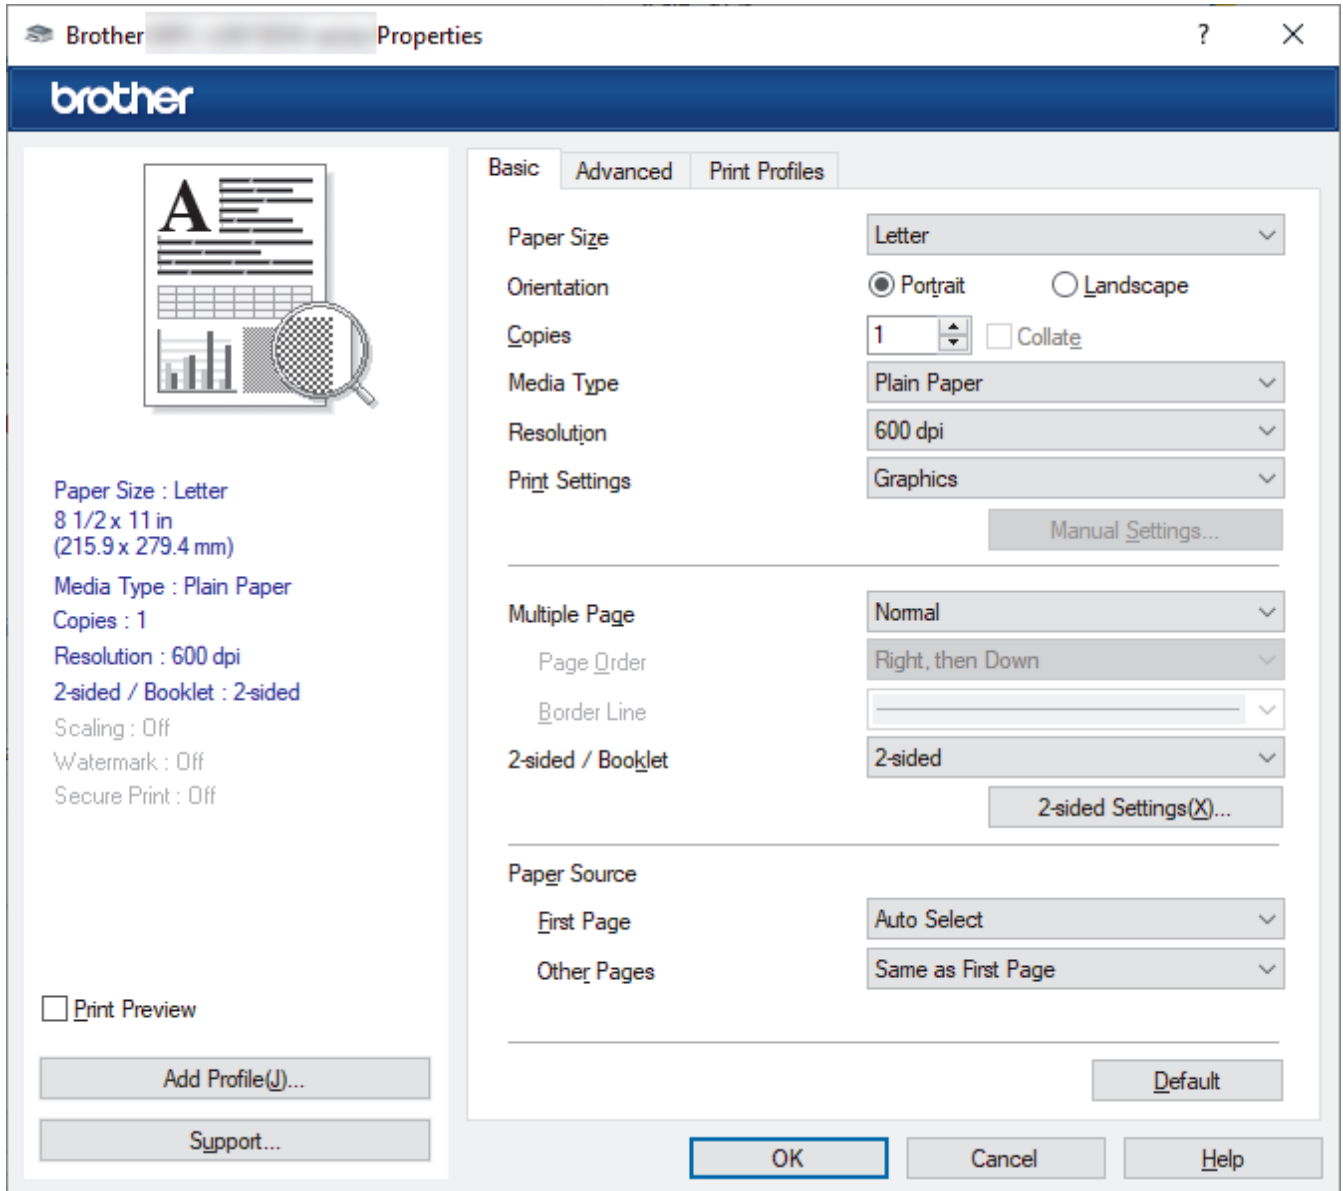 Brother Properties ?
brother
A
Paper Size : Letter
8 1/2 x 11 in
(215.9 x 279.4 mm)
Media Type : Plain Paper
Copies : 1
Resolution : 600 dpi
2-sided / Booklet : 2-sided
Scaling : Off
Watermark : Off
Secure Print : Off
Print Preview
Add Profile(J)...
Support...
Basic Advanced Print Profiles
Paper Size Letter
Orientation Portrait Landscape
Copies 1 Collate
Media Type Plain Paper
Resolution 600 dpi
Print Settings Graphics
Manual Settings...
Multiple Page Normal
Page Order Right, then Down
Border Line
2-sided / Booklet 2-sided
2-sided Settings(X)...
Paper Source
First Page Auto Select
Other Pages Same as First Page
Default
OK Cancel Help